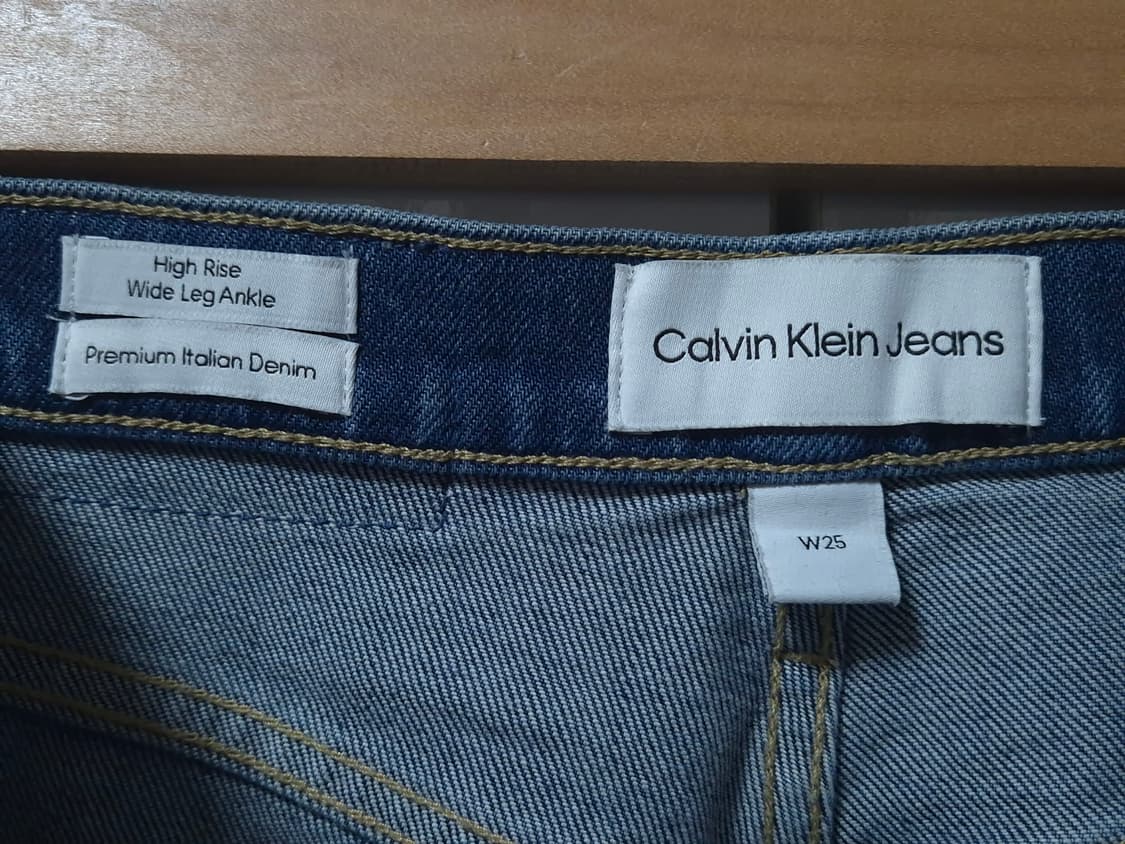 High Rise
Wide Leg Ankle
Premium Italian Denim
Calvin Klein Jeans
W25